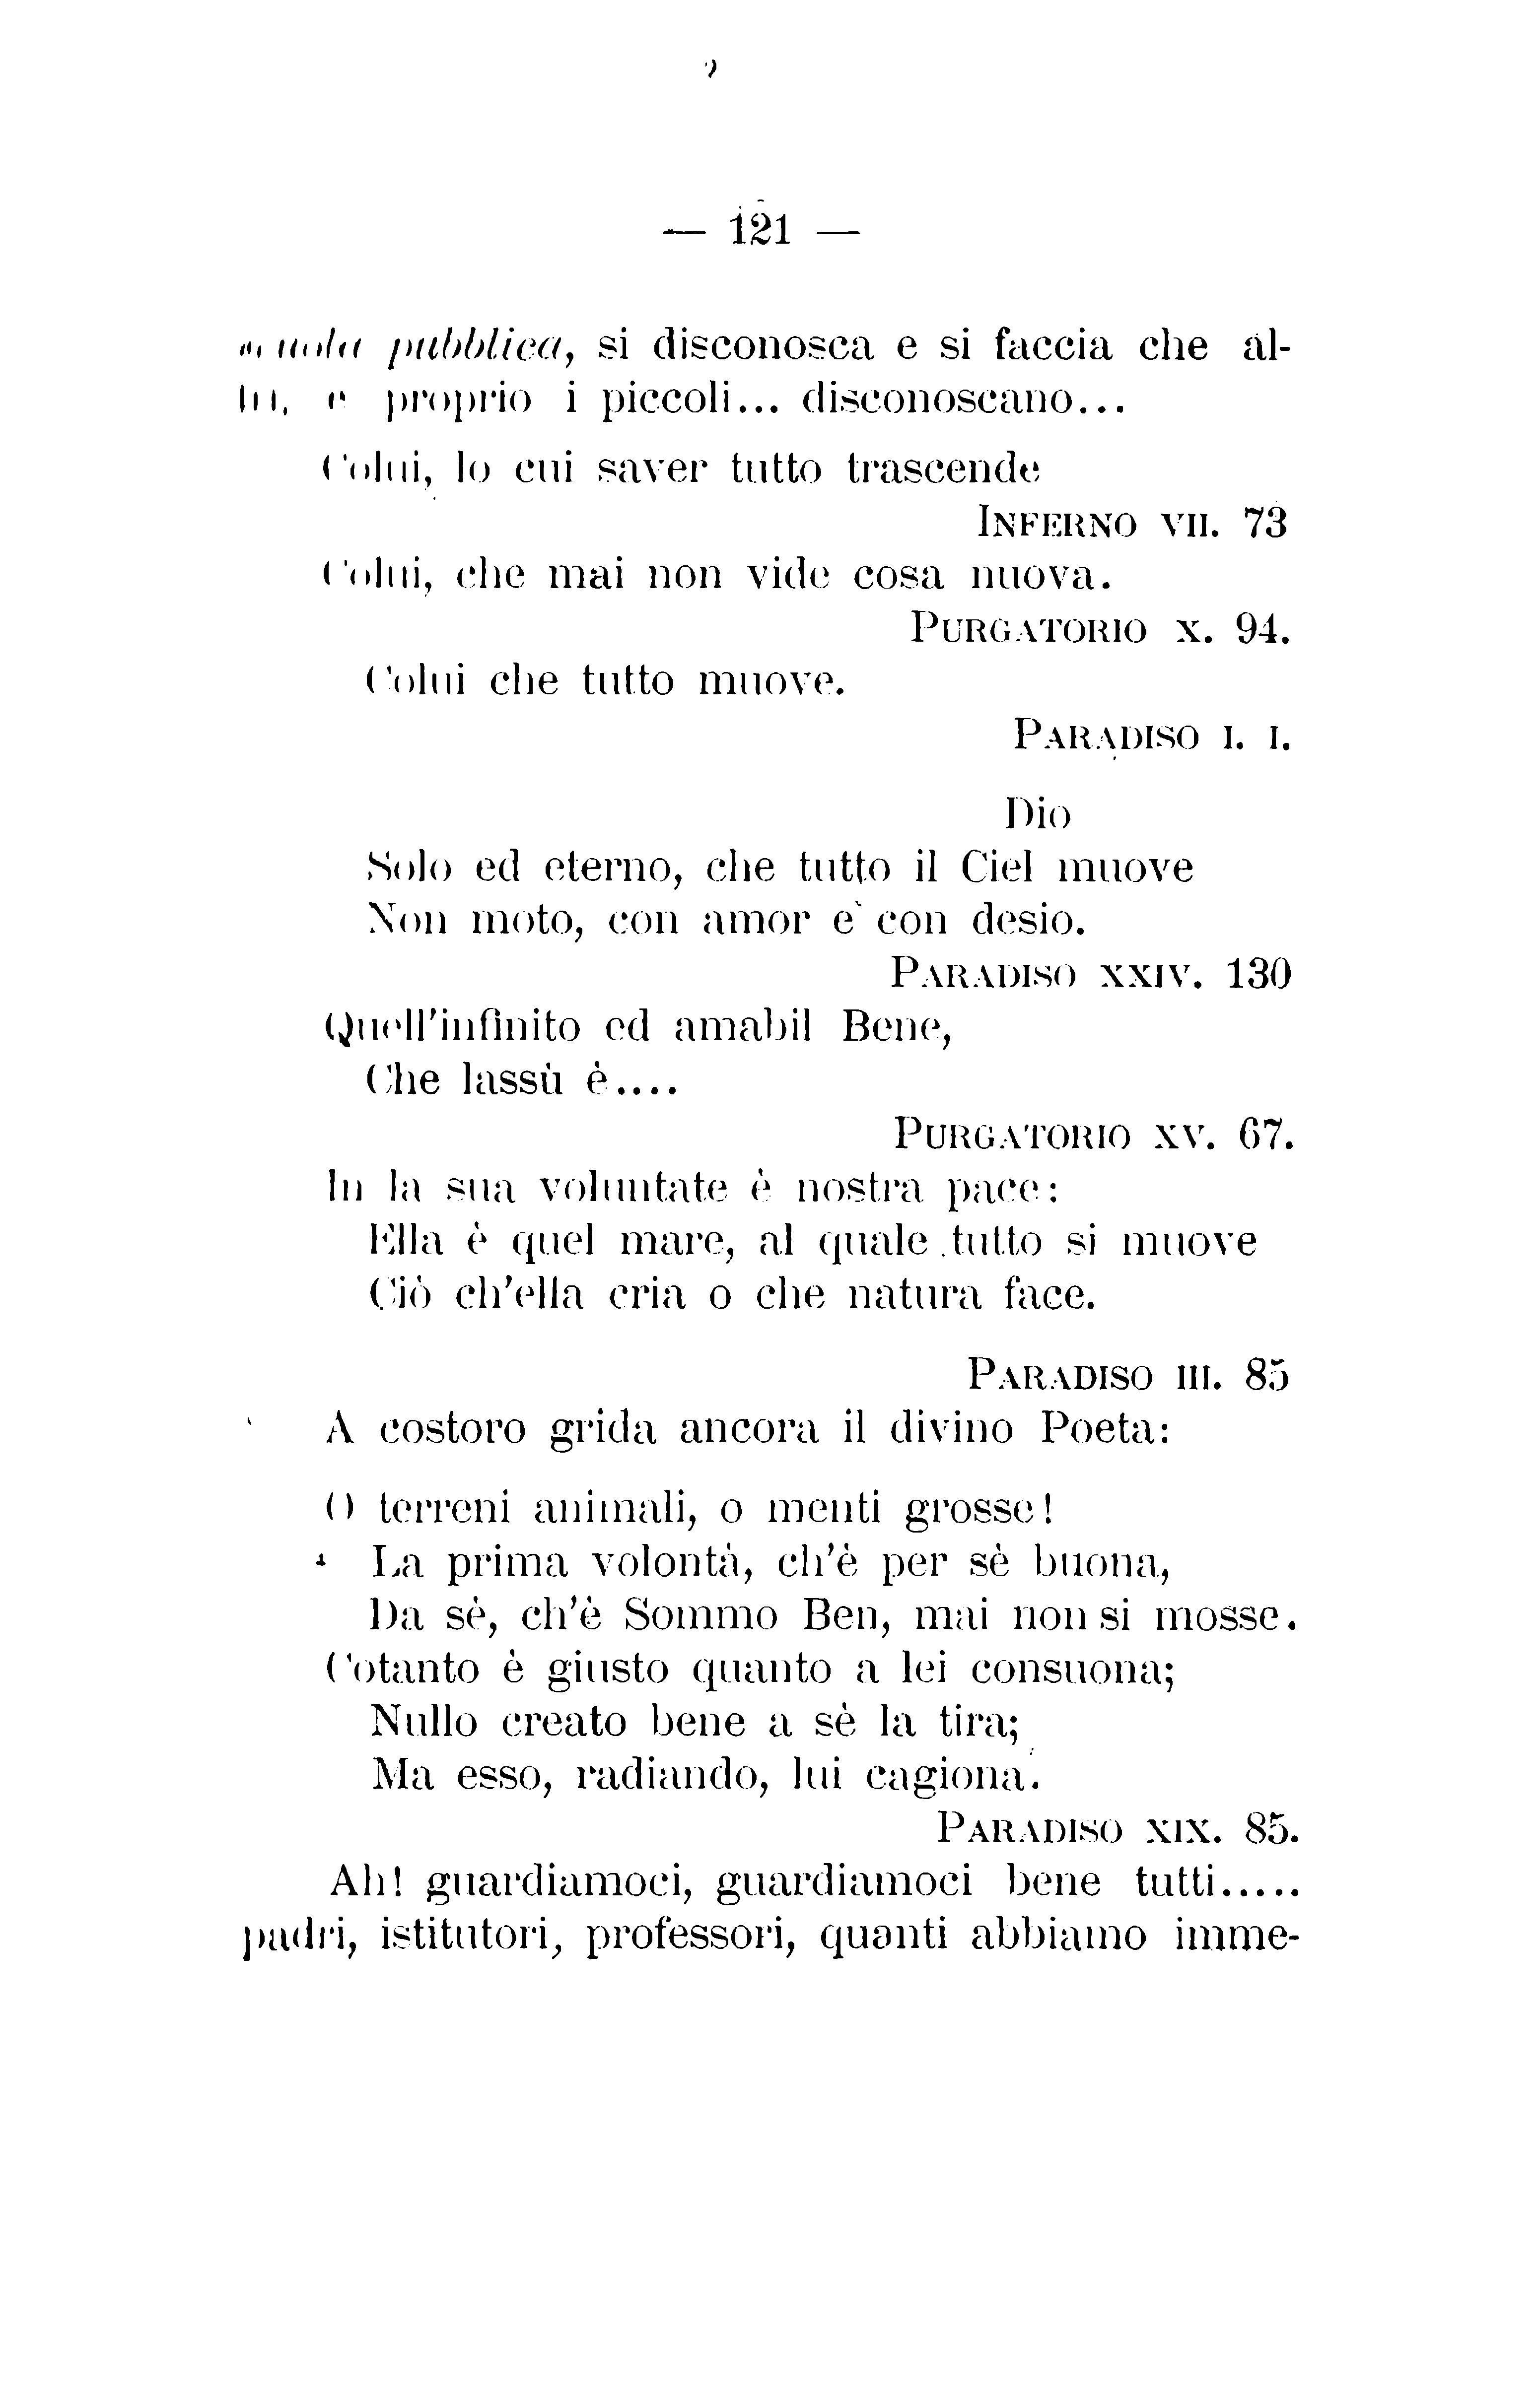 — 121 —
scuola pubblica, si disconosca e si faccia che al-
tri, e proprio i piccoli... disconoscano...
Colui, lo cui saver tutto trascende
INFERNO VII. 73
Colui, che mai non vide cosa nuova.
PURGATORIO X. 94.
Colui che tutto muove.
PARADISO I. I.
Dio
Solo ed eterno, che tutto il Ciel muove
Non moto, con amor e con desio.
PARADISO XXIV. 130
Quell'infinito ed amabil Bene,
Che lassù è....
PURGATORIO XV. 67.
In la sua voluntate è nostra pace:
Ella è quel mare, al quale tutto si muove
Ciò ch'ella cria o che natura face.
PARADISO III. 85
A costoro grida ancora il divino Poeta:
O terreni animali, o menti grosse!
La prima volontà, ch'è per sè buona,
Da sè, ch'è Sommo Ben, mai non si mosse.
Cotanto è giusto quanto a lei consuona;
Nullo creato bene a sè la tira;
Ma esso, radiando, lui cagiona.
PARADISO XIX. 85.
Ah! guardiamoci, guardiamoci bene tutti.....
padri, istitutori, professori, quanti abbiamo imme-